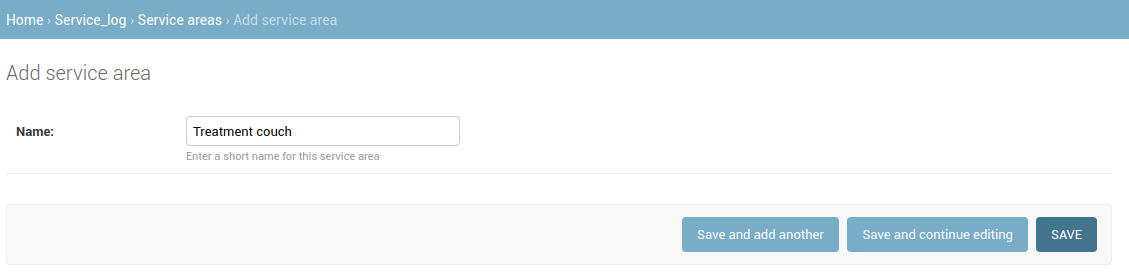 Home › Service_log › Service areas › Add service area
Add service area
Name:
Treatment couch
Enter a short name for this service area
Save and add another
Save and continue editing
SAVE